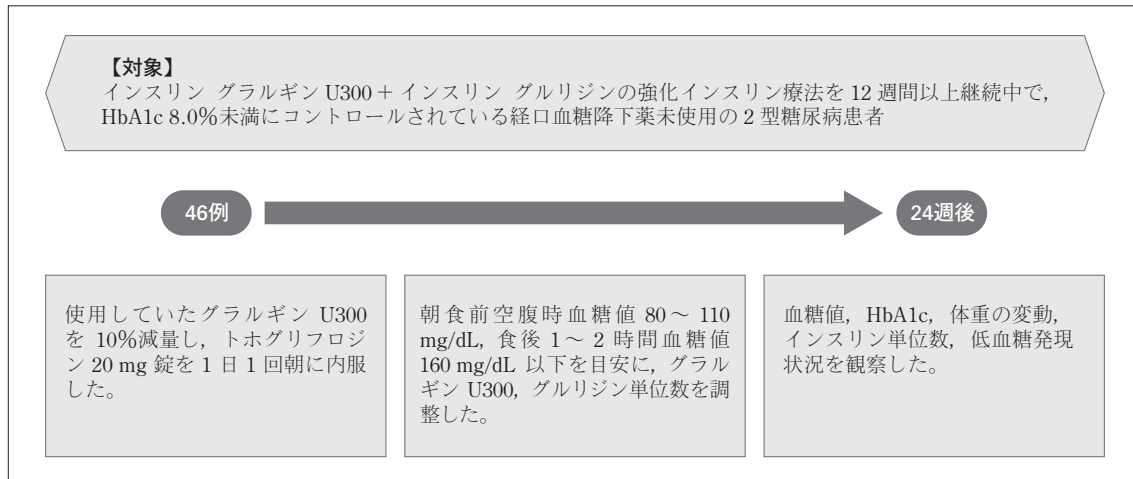 【対象】
インスリン グラルギン U300 + インスリン グルリジンの強化インスリン療法を 12 週間以上継続中で,
HbA1c 8.0％未満にコントロールされている経口血糖降下薬未使用の 2 型糖尿病患者
46例
24週後
使用していたグラルギン U300
を 10％減量し, トホグリフロジ
ン 20 mg 錠を 1 日 1 回朝に内服
した。
朝食前空腹時血糖値 80 ～ 110
mg/dL, 食後 1 ～ 2 時間血糖値
160 mg/dL 以下を目安に, グラル
ギン U300, グルリジン単位数を調
整した。
血糖値, HbA1c, 体重の変動,
インスリン単位数, 低血糖発現
状況を観察した。